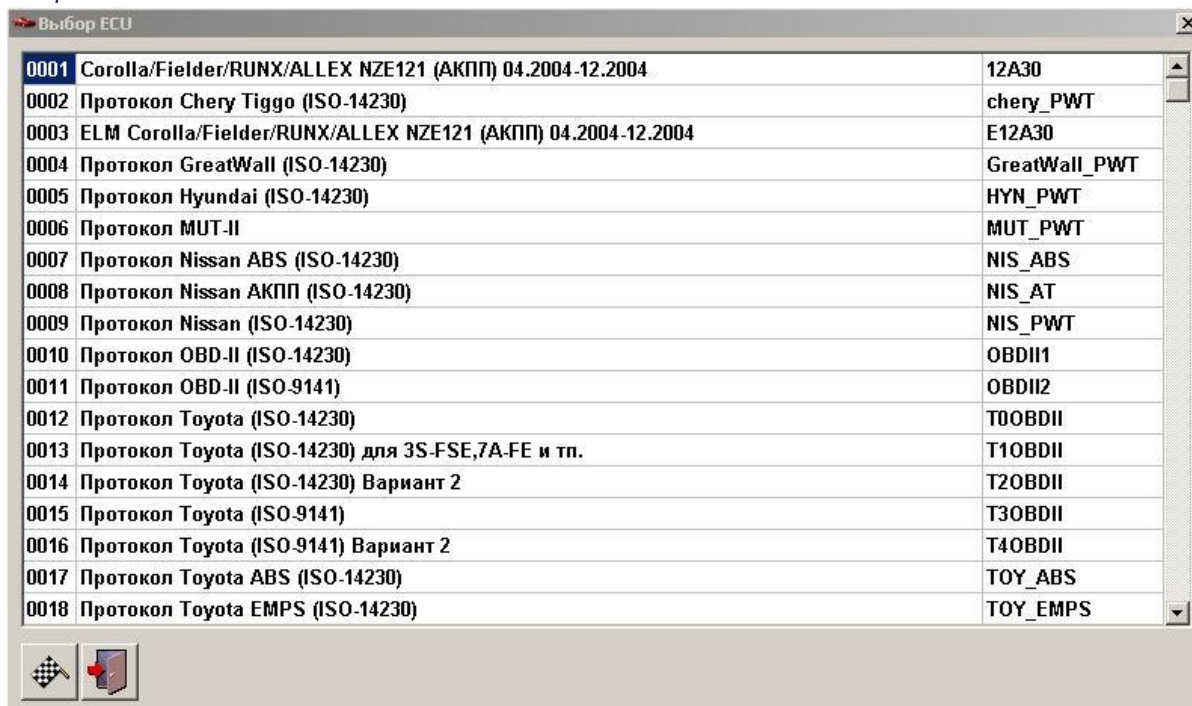 Выбор ECU
0001 Corolla/Fielder/RUNX/ALLEX NZE121 (АКПП) 04.2004-12.2004 12A30
0002 Протокол Chery Tiggo (ISO-14230) chery_PWT
0003 ELM Corolla/Fielder/RUNX/ALLEX NZE121 (АКПП) 04.2004-12.2004 E12A30
0004 Протокол GreatWall (ISO-14230) GreatWall_PWT
0005 Протокол Hyundai (ISO-14230) HYN_PWT
0006 Протокол MUT-II MUT_PWT
0007 Протокол Nissan ABS (ISO-14230) NIS_ABS
0008 Протокол Nissan АКПП (ISO-14230) NIS_AT
0009 Протокол Nissan (ISO-14230) NIS_PWT
0010 Протокол OBD-II (ISO-14230) OBDII1
0011 Протокол OBD-II (ISO-9141) OBDII2
0012 Протокол Toyota (ISO-14230) T0OBDII
0013 Протокол Toyota (ISO-14230) для 3S-FSE,7A-FE и тп. T1OBDII
0014 Протокол Toyota (ISO-14230) Вариант 2 T2OBDII
0015 Протокол Toyota (ISO-9141) T3OBDII
0016 Протокол Toyota (ISO-9141) Вариант 2 T4OBDII
0017 Протокол Toyota ABS (ISO-14230) TOY_ABS
0018 Протокол Toyota EMPS (ISO-14230) TOY_EMPS